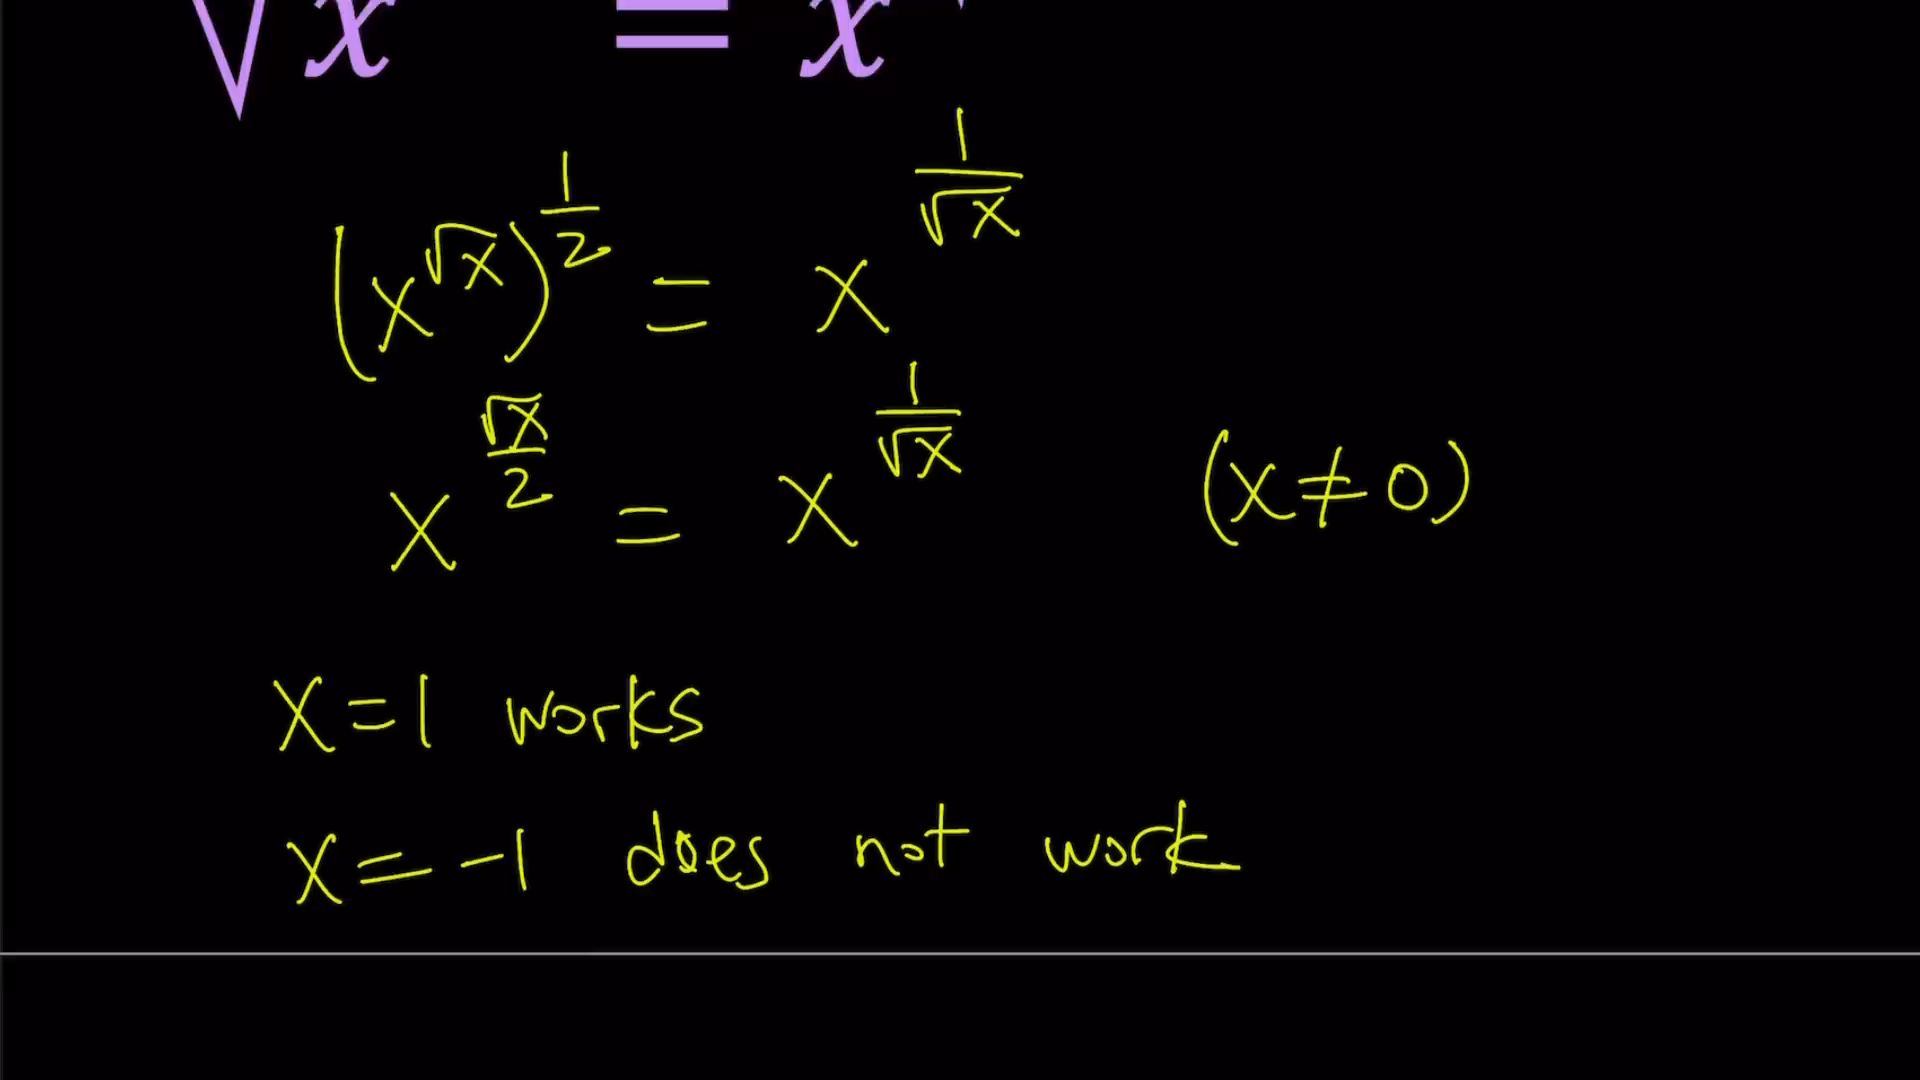 √x = x
(x^√x)^(1/2) = x^(1/√x)
x^(√x/2) = x^(1/√x) (x≠0)
x=1 works
x=-1 does not work